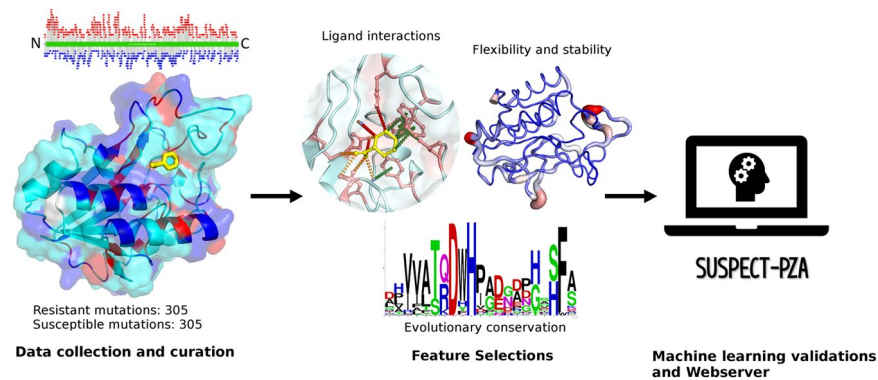 N C
Ligand interactions
Flexibility and stability
Resistant mutations: 305
Susceptible mutations: 305
Data collection and curation
Evolutionary conservation
Feature Selections
SUSPECT-PZA
Machine learning validations
and Webserver